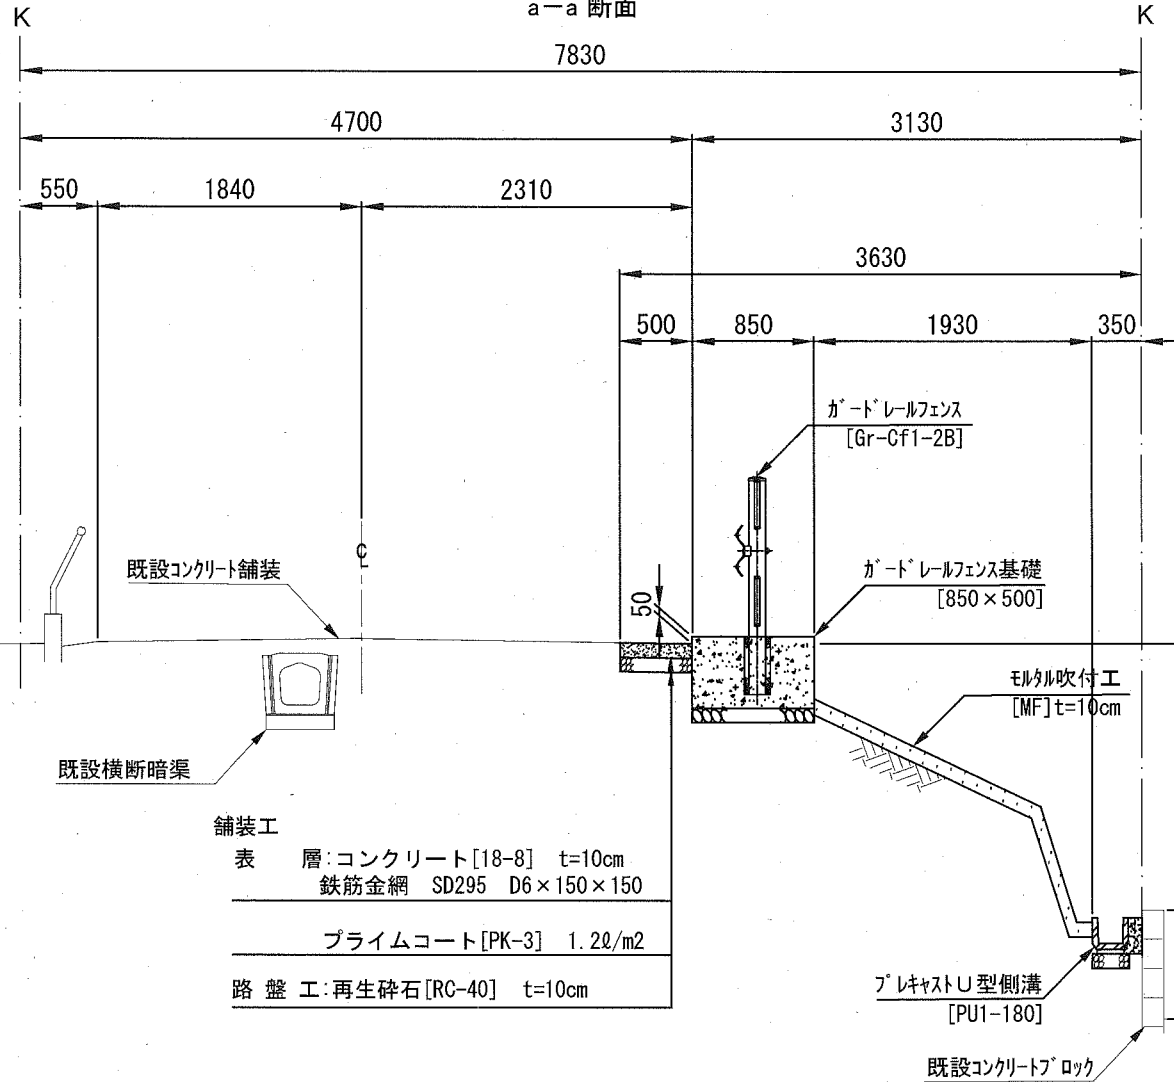 a－a 断面
K
K
7830
4700
3130
550
1840
2310
3630
500
850
1930
350
ｶﾞｰﾄﾞﾚｰﾙﾌｪﾝｽ
[Gr-Cf1-2B]
CL
既設ｺﾝｸﾘｰﾄ舗装
50
ｶﾞｰﾄﾞﾚｰﾙﾌｪﾝｽ基礎
[850×500]
ﾓﾙﾀﾙ吹付工
[MF]t=10cm
既設横断暗渠
舗装工
表　　層:コンクリート[18-8]　t=10cm
鉄筋金網　SD295　D6×150×150
プライムコート[PK-3]　1.2ℓ/m2
路 盤 工:再生砕石[RC-40]　t=10cm
ﾌﾟﾚｷｬｽﾄU型側溝
[PU1-180]
既設ｺﾝｸﾘｰﾄﾌﾞﾛｯｸ